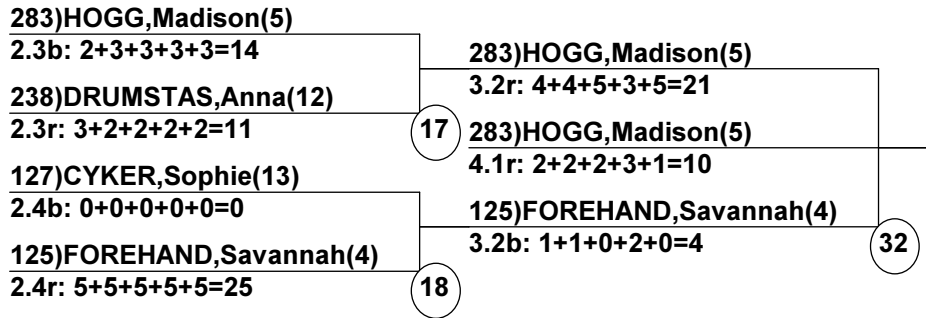 283)HOGG,Madison(5)
2.3b: 2+3+3+3+3=14
238)DRUMSTAS,Anna(12)
2.3r: 3+2+2+2+2=11
17
127)CYKER,Sophie(13)
2.4b: 0+0+0+0+0=0
125)FOREHAND,Savannah(4)
2.4r: 5+5+5+5+5=25
18
283)HOGG,Madison(5)
3.2r: 4+4+5+3+5=21
283)HOGG,Madison(5)
4.1r: 2+2+2+3+1=10
125)FOREHAND,Savannah(4)
3.2b: 1+1+0+2+0=4
32